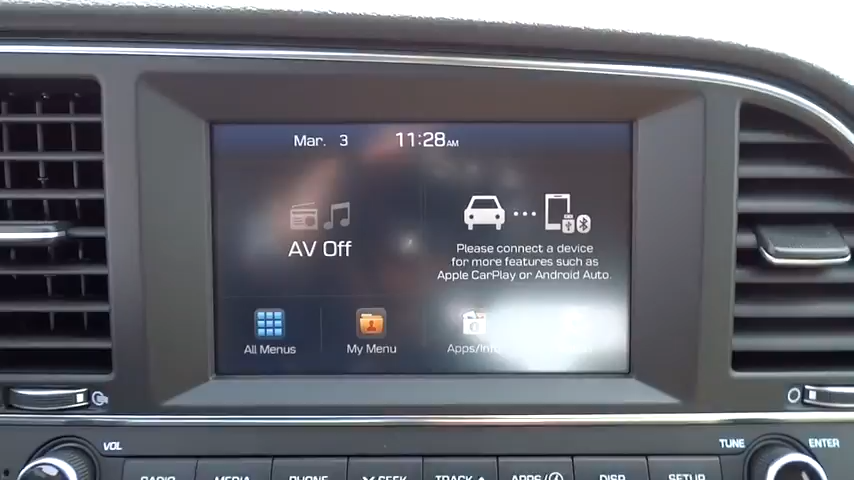 Mar. 3 11:28 AM
AV Off
Please connect a device
for more features such as
Apple CarPlay or Android Auto.
All Menus My Menu Apps/Info
VOL TUNE ENTER
RADIO MEDIA PHONE SEEK TRACK APPS/ DISP SETUP